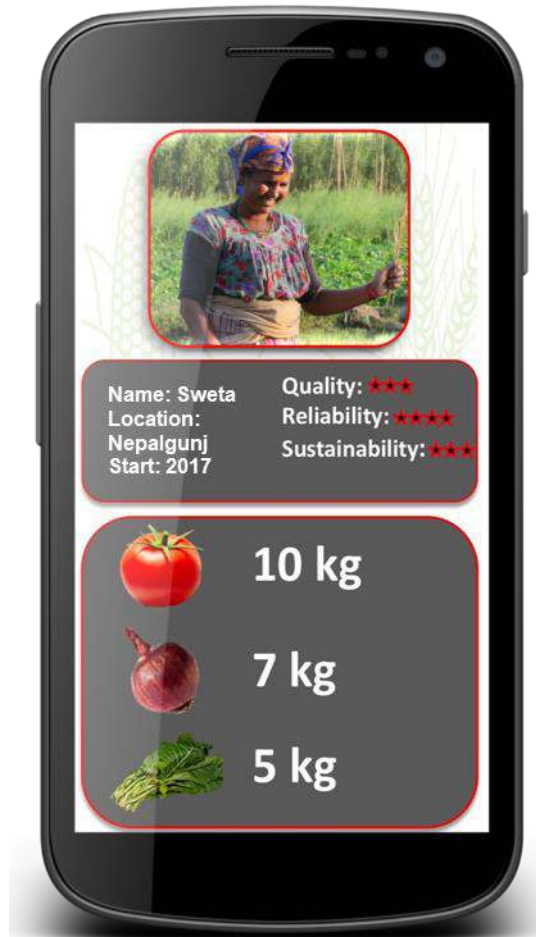 Name: Sweta
Location:
Nepalgunj
Start: 2017
Quality: ★★★
Reliability: ★★★★
Sustainability: ★★★
10 kg
7 kg
5 kg